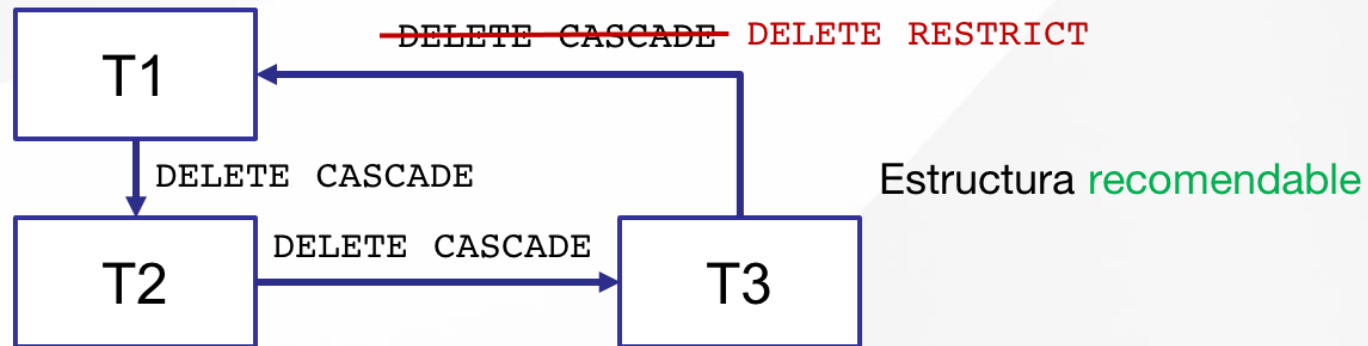 DELETE CASCADE DELETE RESTRICT
T1
DELETE CASCADE
Estructura recomendable
DELETE CASCADE
T2
T3